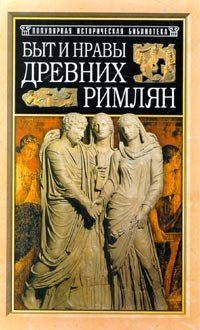 ПОПУЛЯРНАЯ ИСТОРИЧЕСКАЯ БИБЛИОТЕКА
БЫТ И НРАВЫ
ДРЕВНИХ
РИМЛЯН